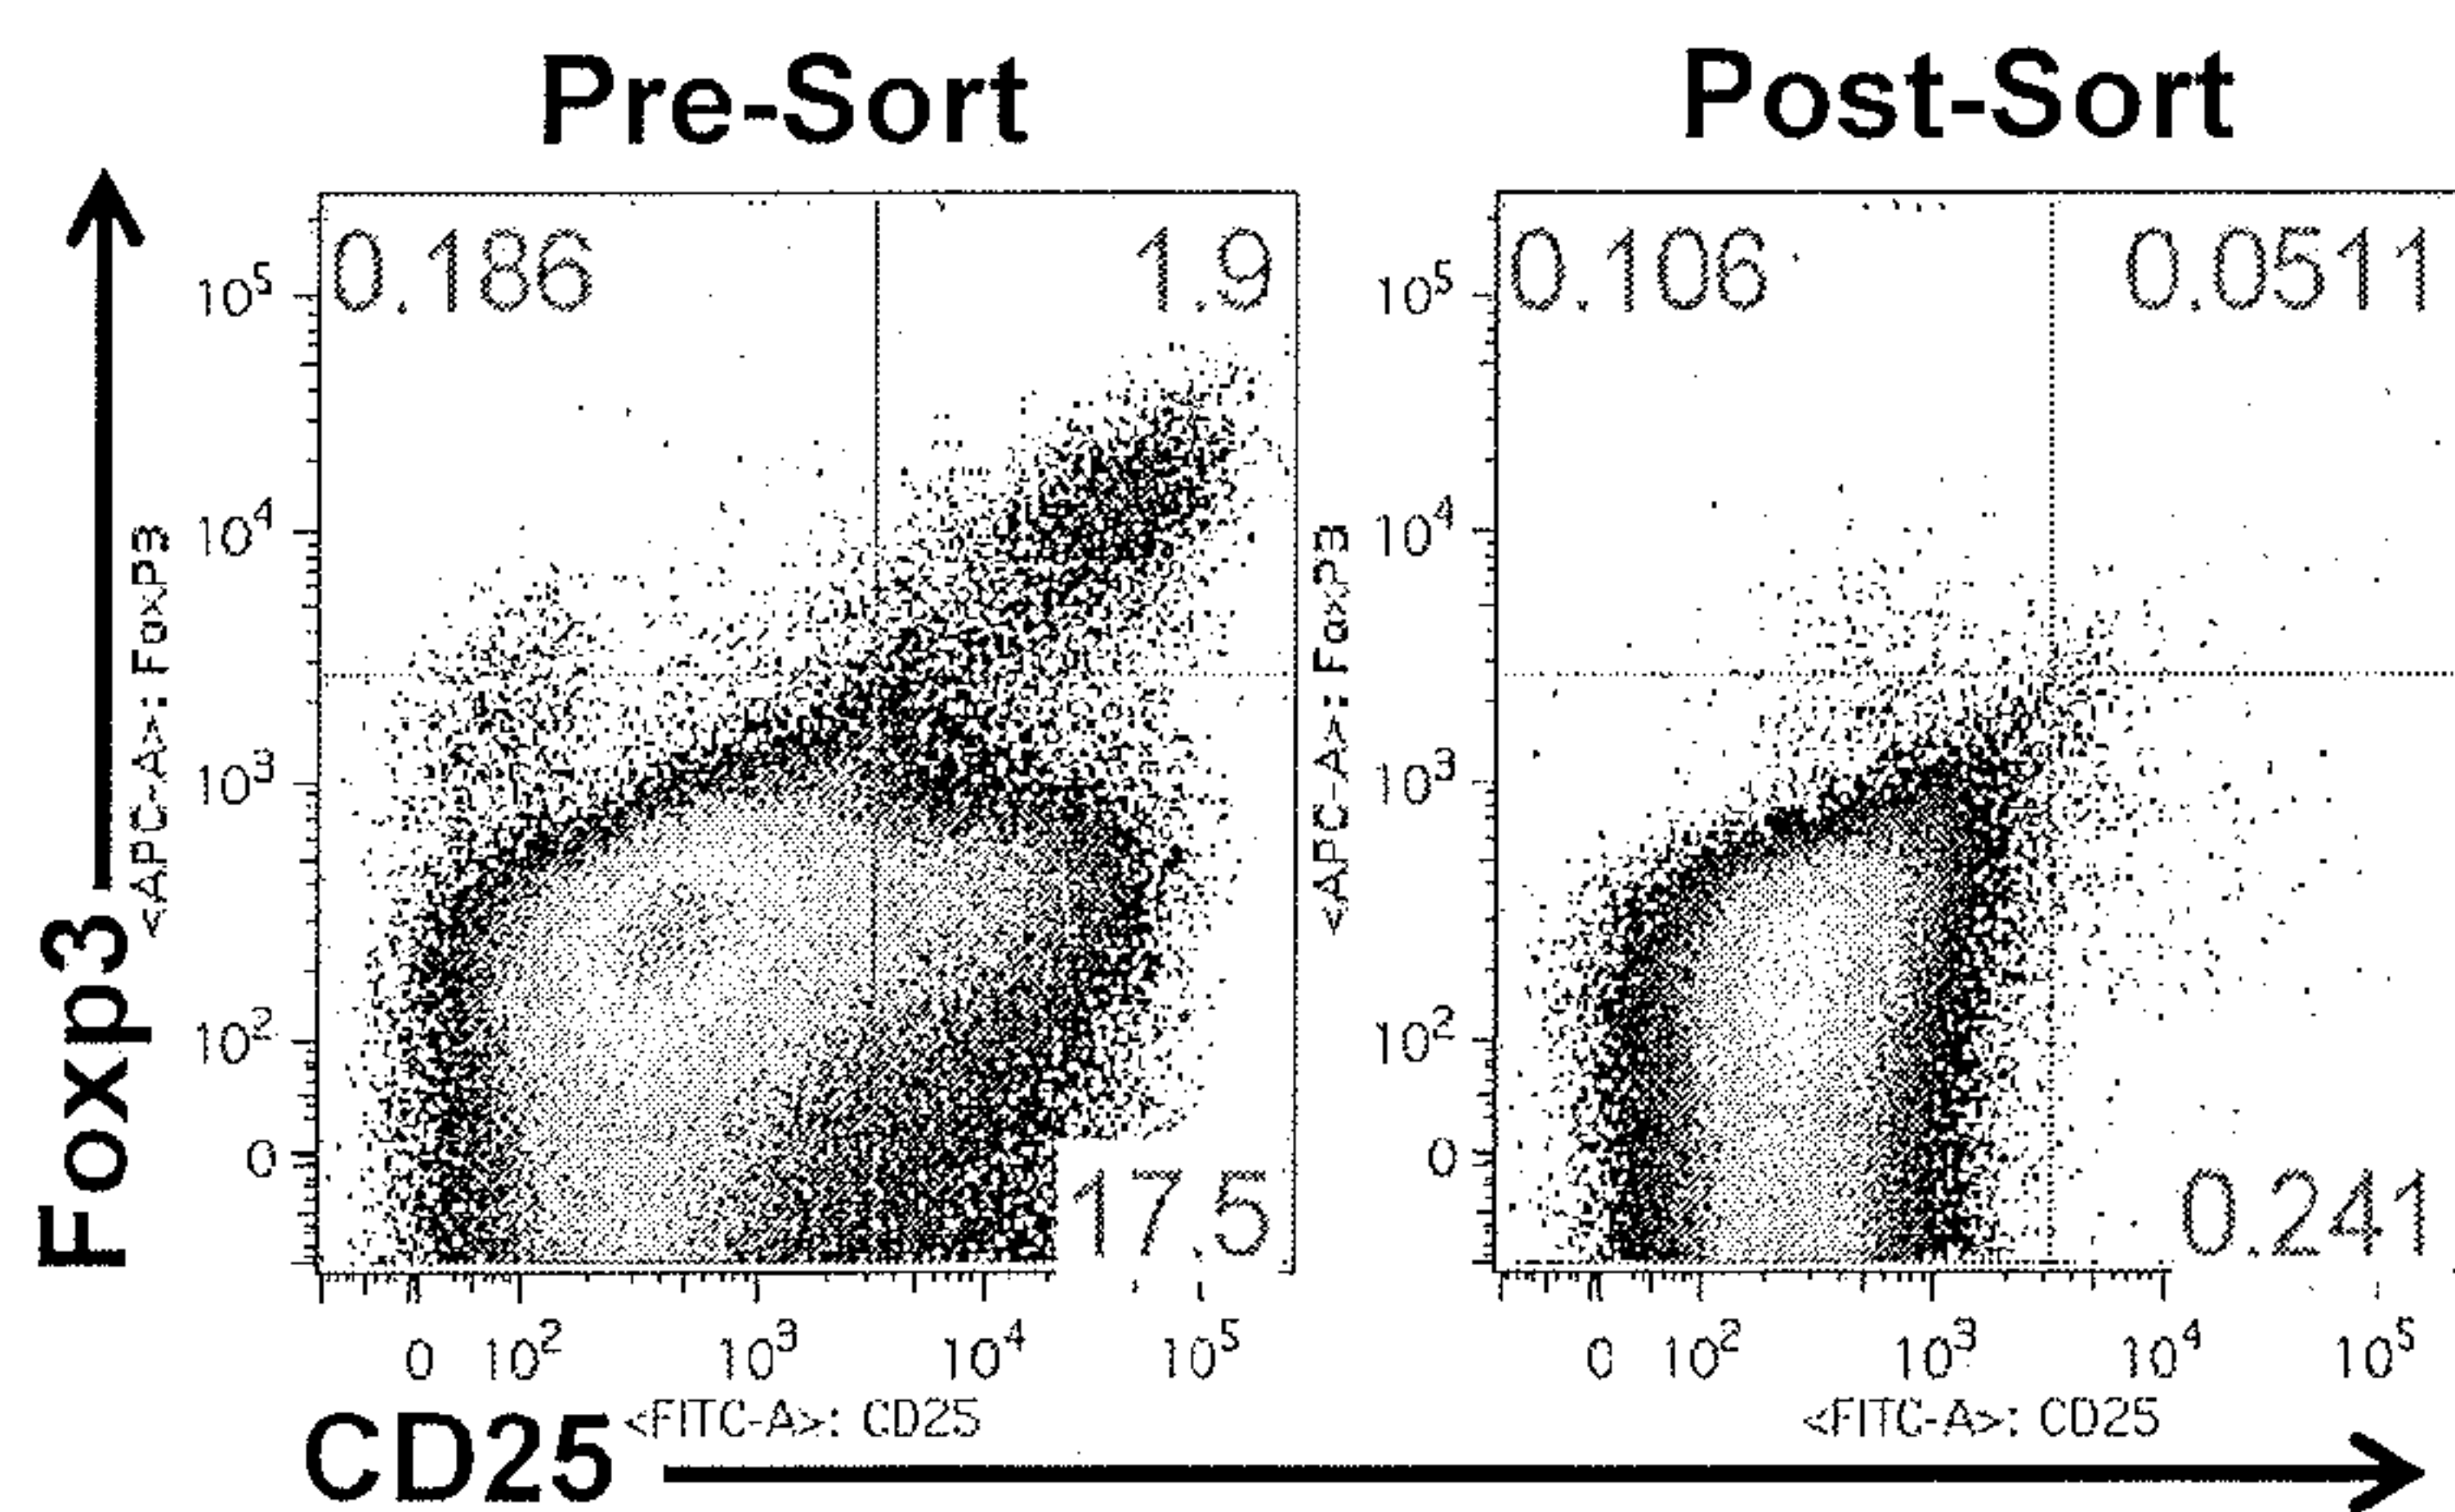 Pre-Sort
Post-Sort
0.186
1.9
17.5
10⁵
10⁴
10³
10²
0
<APC-A>: FoxP3
Foxp3
0 10² 10³ 10⁴ 10⁵
<FITC-A>: CD25
0.106
0.0511
0.241
10⁵
10⁴
10³
10²
0
<APC-A>: FoxP3
0 10² 10³ 10⁴ 10⁵
<FITC-A>: CD25
CD25